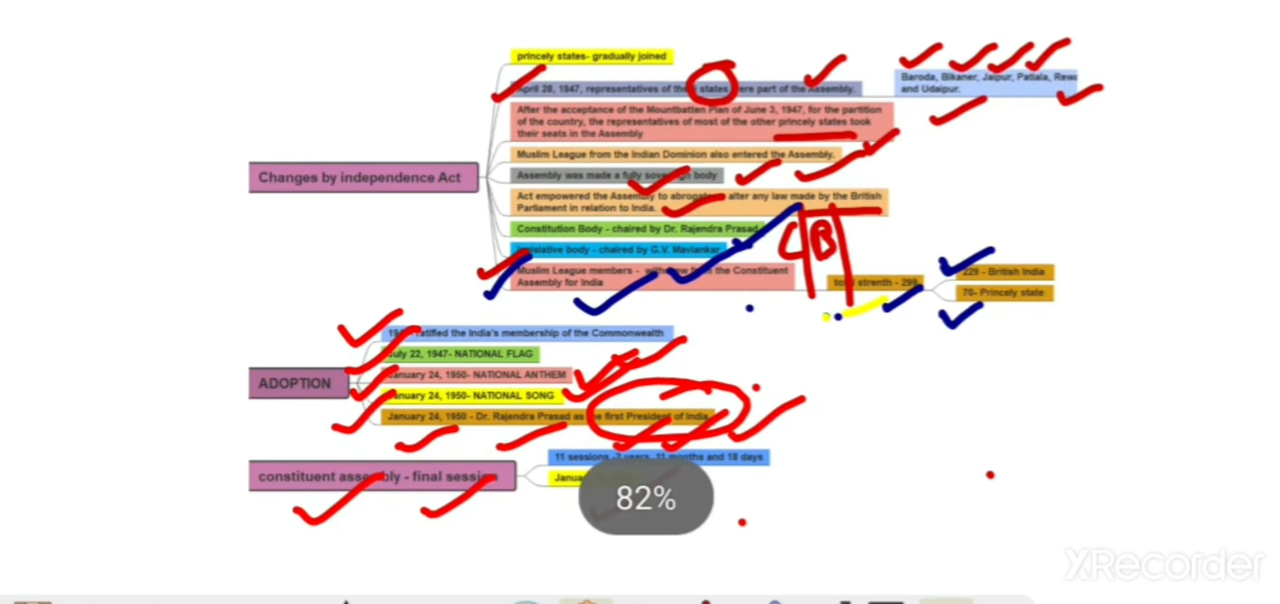 princely states- gradually joined
April 28, 1947, representatives of the states were part of the Assembly.
Baroda, Bikaner, Jaipur, Patiala, Rewa
and Udaipur.
After the acceptance of the Mountbatten Plan of June 3, 1947, for the partition
of the country, the representatives of most of the other princely states took
their seats in the Assembly
Muslim League from the Indian Dominion also entered the Assembly.
Changes by independence Act
Assembly was made a fully sovereign body
Act empowered the Assembly to abrogate alter any law made by the British
Parliament in relation to India.
Constitution Body - chaired by Dr. Rajendra Prasad
legislative body - chaired by G.V. Mavlankar
CB
Muslim League members - withdrew from the Constituent
Assembly for India
total strenth - 299
229 - British India
70- Princely state
ratified the India's membership of the Commonwealth
July 22, 1947- NATIONAL FLAG
ADOPTION
January 24, 1950- NATIONAL ANTHEM
January 24, 1950- NATIONAL SONG
January 24, 1950 - Dr. Rajendra Prasad as the first President of India
constituent assembly - final session
11 sessions -2 years, 11 months and 18 days
82%
XRecorder